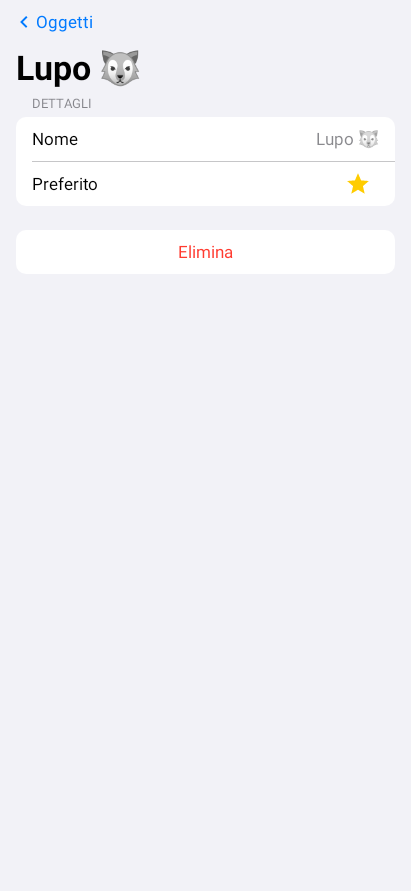 Oggetti
Lupo 🐺
DETTAGLI
Nome Lupo 🐺
Preferito
Elimina